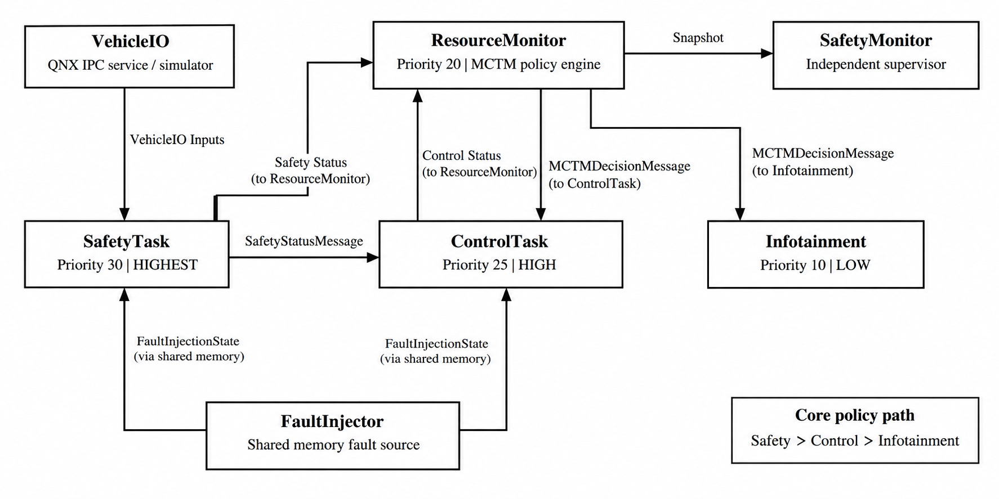 VehicleIO
QNX IPC service / simulator
ResourceMonitor
Priority 20 | MCTM policy engine
Snapshot
SafetyMonitor
Independent supervisor
VehicleIO Inputs
Safety Status
(to ResourceMonitor)
Control Status
(to ResourceMonitor)
MCTMDecisionMessage
(to ControlTask)
MCTMDecisionMessage
(to Infotainment)
SafetyTask
Priority 30 | HIGHEST
SafetyStatusMessage
ControlTask
Priority 25 | HIGH
Infotainment
Priority 10 | LOW
FaultInjectionState
(via shared memory)
FaultInjectionState
(via shared memory)
FaultInjector
Shared memory fault source
Core policy path
Safety > Control > Infotainment